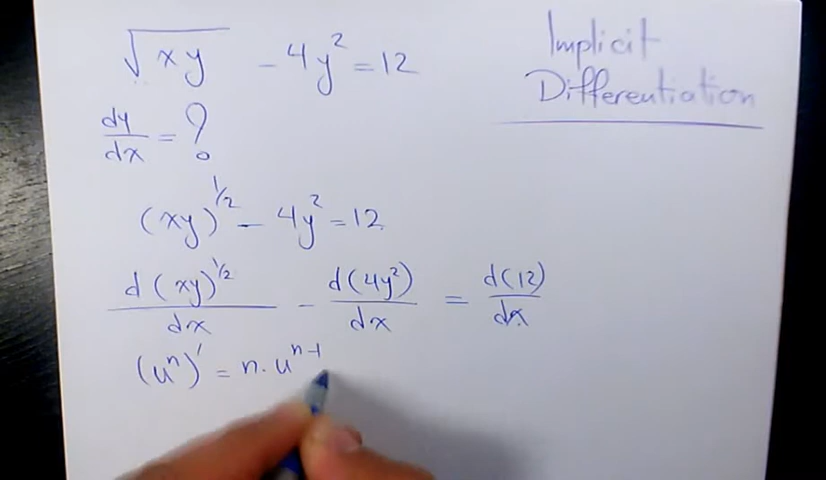 √xy - 4y² = 12
Implicit
Differentiation
dy/dx = ?
(xy)^1/2 - 4y² = 12
d(xy)^1/2/dx - d(4y²)/dx = d(12)/dx
(uⁿ)' = n·u^n-1